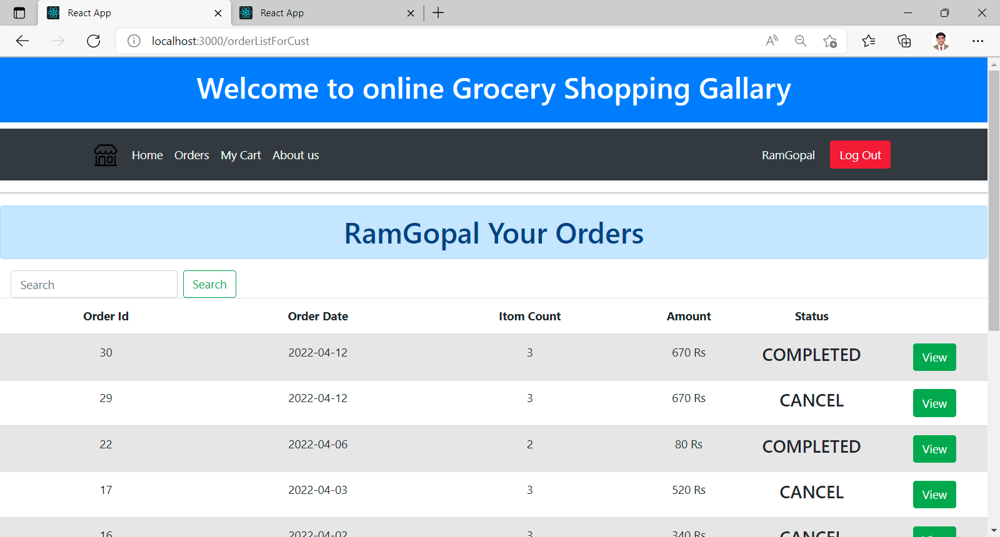 React App
React App
localhost:3000/orderListForCust
Welcome to online Grocery Shopping Gallary
Home Orders My Cart About us RamGopal Log Out
RamGopal Your Orders
Search Search
Order Id Order Date Itom Count Amount Status
30 2022-04-12 3 670 Rs COMPLETED View
29 2022-04-12 3 670 Rs CANCEL View
22 2022-04-06 2 80 Rs COMPLETED View
17 2022-04-03 3 520 Rs CANCEL View
16 2022-04-02 3 340 Rs CANCEL View